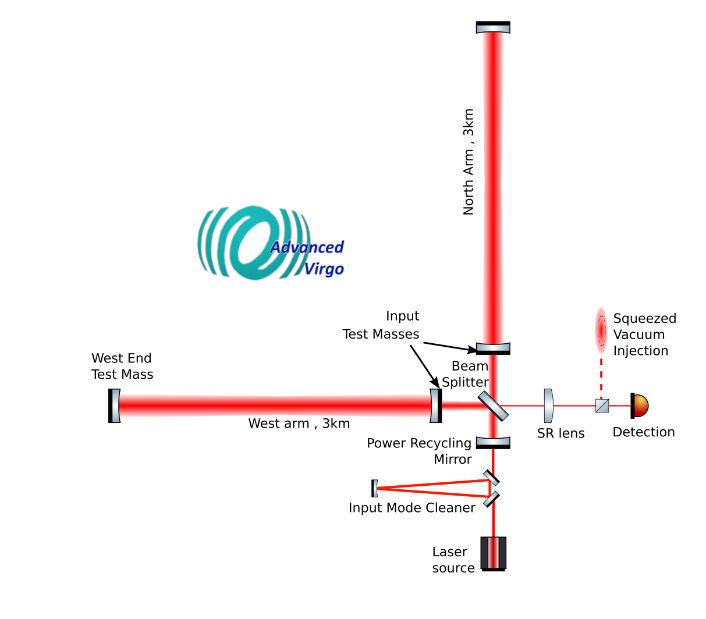 North Arm , 3km
Advanced
Virgo
Input
Test Masses
Squeezed
Vacuum
Injection
West End
Test Mass
Beam
Splitter
West arm , 3km
SR lens
Detection
Power Recycling
Mirror
Input Mode Cleaner
Laser
source